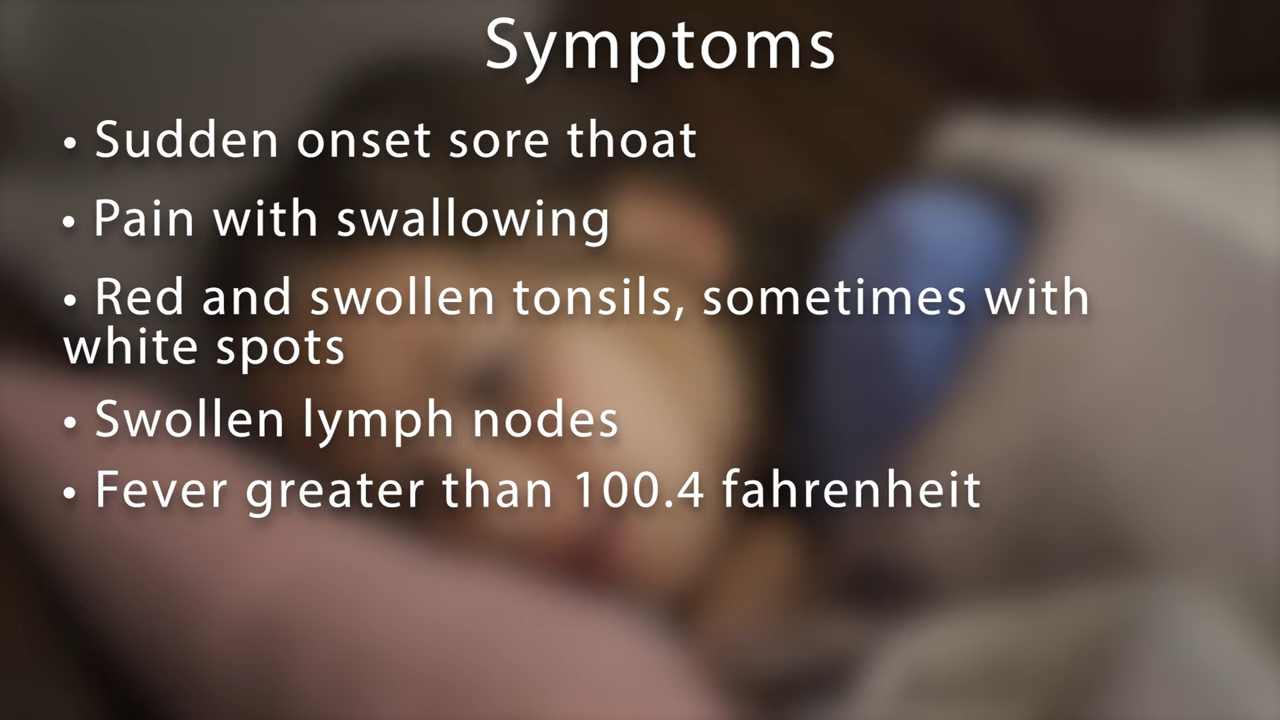 Symptoms
• Sudden onset sore thoat
• Pain with swallowing
• Red and swollen tonsils, sometimes with
white spots
• Swollen lymph nodes
• Fever greater than 100.4 fahrenheit